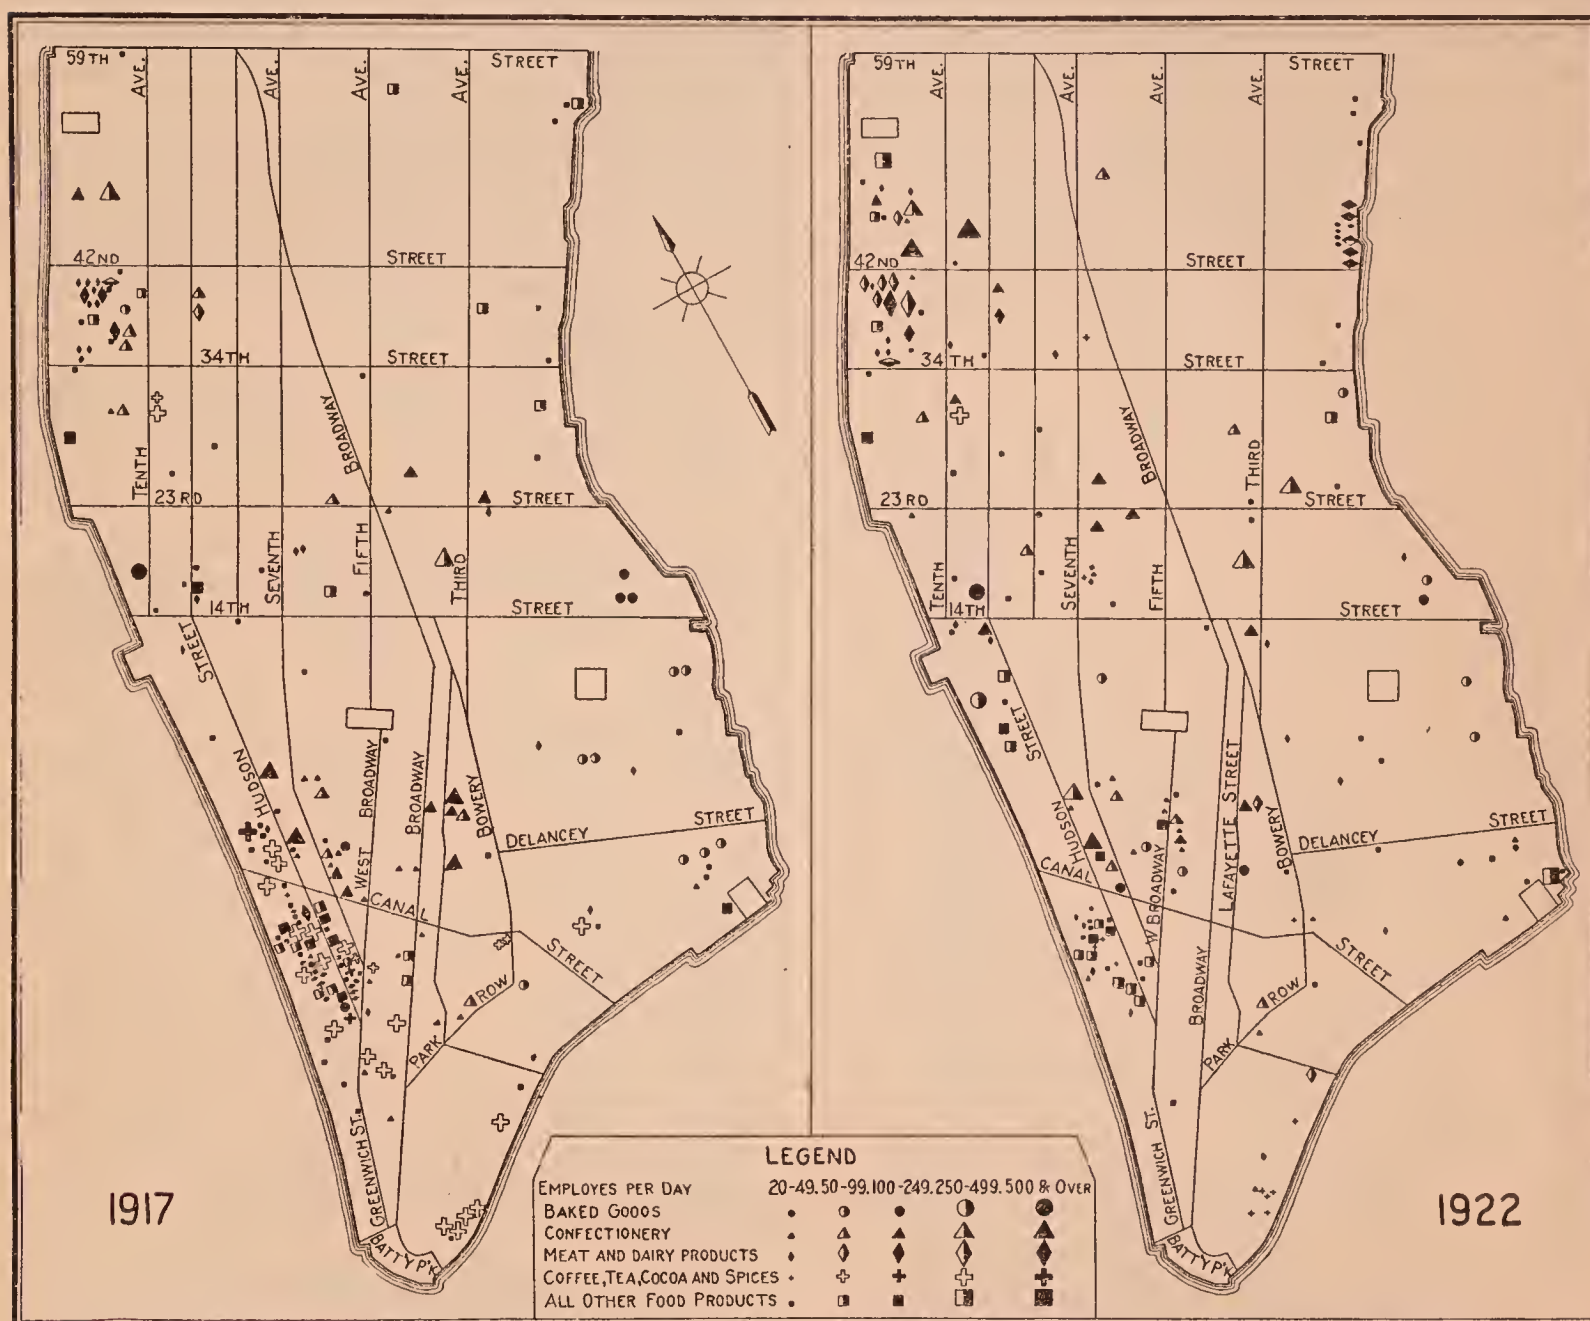 59TH STREET
AVE. AVE. AVE. AVE.
42ND STREET
34TH STREET
BROADWAY
TENTH
23RD STREET
SEVENTH FIFTH THIRD
14TH STREET
STREET
HUDSON
WEST BROADWAY
BROADWAY
BOWERY
DELANCEY STREET
CANAL STREET
PARK ROW
GREENWICH ST.
BATTY P'K
1917
59TH STREET
AVE. AVE. AVE. AVE.
42ND STREET
34TH STREET
BROADWAY
THIRD
23RD STREET
TENTH SEVENTH FIFTH
14TH STREET
STREET
HUDSON
W BROADWAY
LAFAYETTE STREET
BOWERY
DELANCEY STREET
CANAL STREET
BROADWAY
PARK ROW
GREENWICH ST.
BATTY P'K
1922
LEGEND
EMPLOYES PER DAY 20-49. 50-99. 100-249. 250-499. 500 & OVER
BAKED GOODS
CONFECTIONERY
MEAT AND DAIRY PRODUCTS
COFFEE, TEA, COCOA AND SPICES
ALL OTHER FOOD PRODUCTS